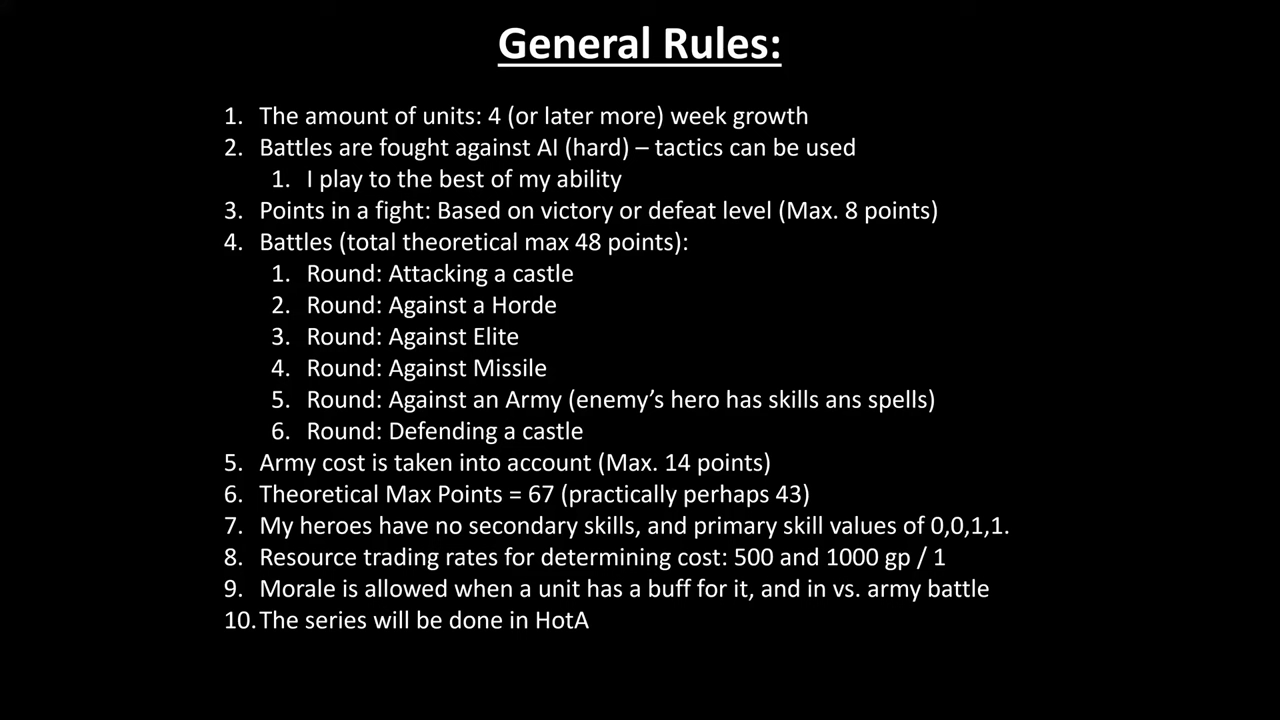 General Rules:
1. The amount of units: 4 (or later more) week growth
2. Battles are fought against AI (hard) – tactics can be used
1. I play to the best of my ability
3. Points in a fight: Based on victory or defeat level (Max. 8 points)
4. Battles (total theoretical max 48 points):
1. Round: Attacking a castle
2. Round: Against a Horde
3. Round: Against Elite
4. Round: Against Missile
5. Round: Against an Army (enemy’s hero has skills ans spells)
6. Round: Defending a castle
5. Army cost is taken into account (Max. 14 points)
6. Theoretical Max Points = 67 (practically perhaps 43)
7. My heroes have no secondary skills, and primary skill values of 0,0,1,1.
8. Resource trading rates for determining cost: 500 and 1000 gp / 1
9. Morale is allowed when a unit has a buff for it, and in vs. army battle
10. The series will be done in HotA